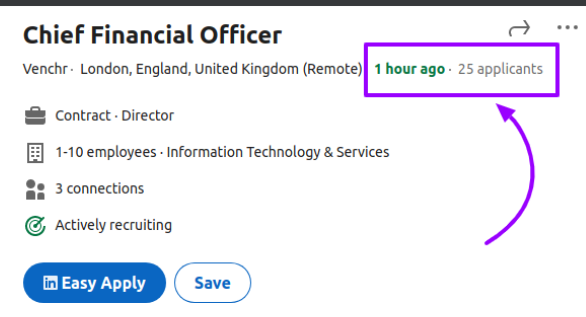 Chief Financial Officer
Venchr · London, England, United Kingdom (Remote) 1 hour ago · 25 applicants
Contract · Director
1-10 employees · Information Technology & Services
3 connections
Actively recruiting
in Easy Apply Save